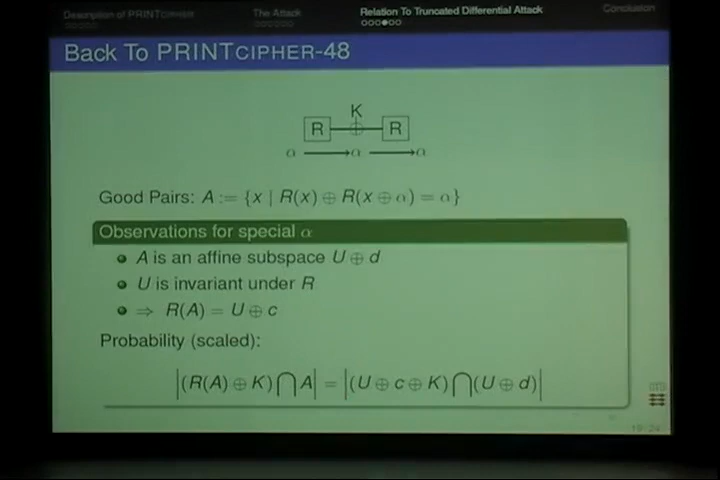 Description of PRINTCIPHER
The Attack
Relation To Truncated Differential Attack
Conclusion
Back To PRINTCIPHER-48
K
R ⊕ R
α → α → α
Good Pairs: A := {x | R(x) ⊕ R(x ⊕ α) = α}
Observations for special α
A is an affine subspace U ⊕ d
U is invariant under R
⇒ R(A) = U ⊕ c
Probability (scaled):
|(R(A) ⊕ K) ⋂ A| = |(U ⊕ c ⊕ K) ⋂ (U ⊕ d)|
19 / 24